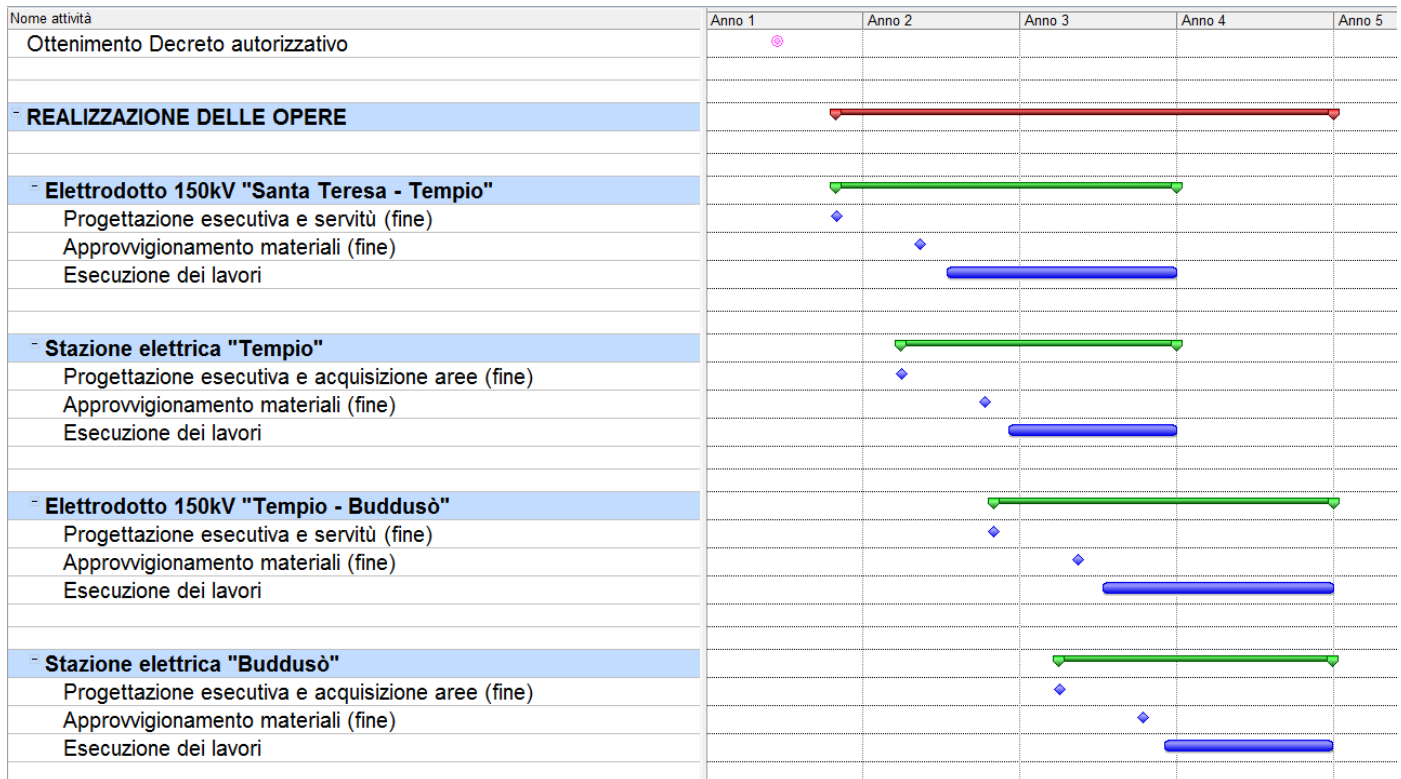 Nome attività
Anno 1 Anno 2 Anno 3 Anno 4 Anno 5
Ottenimento Decreto autorizzativo
REALIZZAZIONE DELLE OPERE
Elettrodotto 150kV "Santa Teresa - Tempio"
Progettazione esecutiva e servitù (fine)
Approvvigionamento materiali (fine)
Esecuzione dei lavori
Stazione elettrica "Tempio"
Progettazione esecutiva e acquisizione aree (fine)
Approvvigionamento materiali (fine)
Esecuzione dei lavori
Elettrodotto 150kV "Tempio - Buddusò"
Progettazione esecutiva e servitù (fine)
Approvvigionamento materiali (fine)
Esecuzione dei lavori
Stazione elettrica "Buddusò"
Progettazione esecutiva e acquisizione aree (fine)
Approvvigionamento materiali (fine)
Esecuzione dei lavori